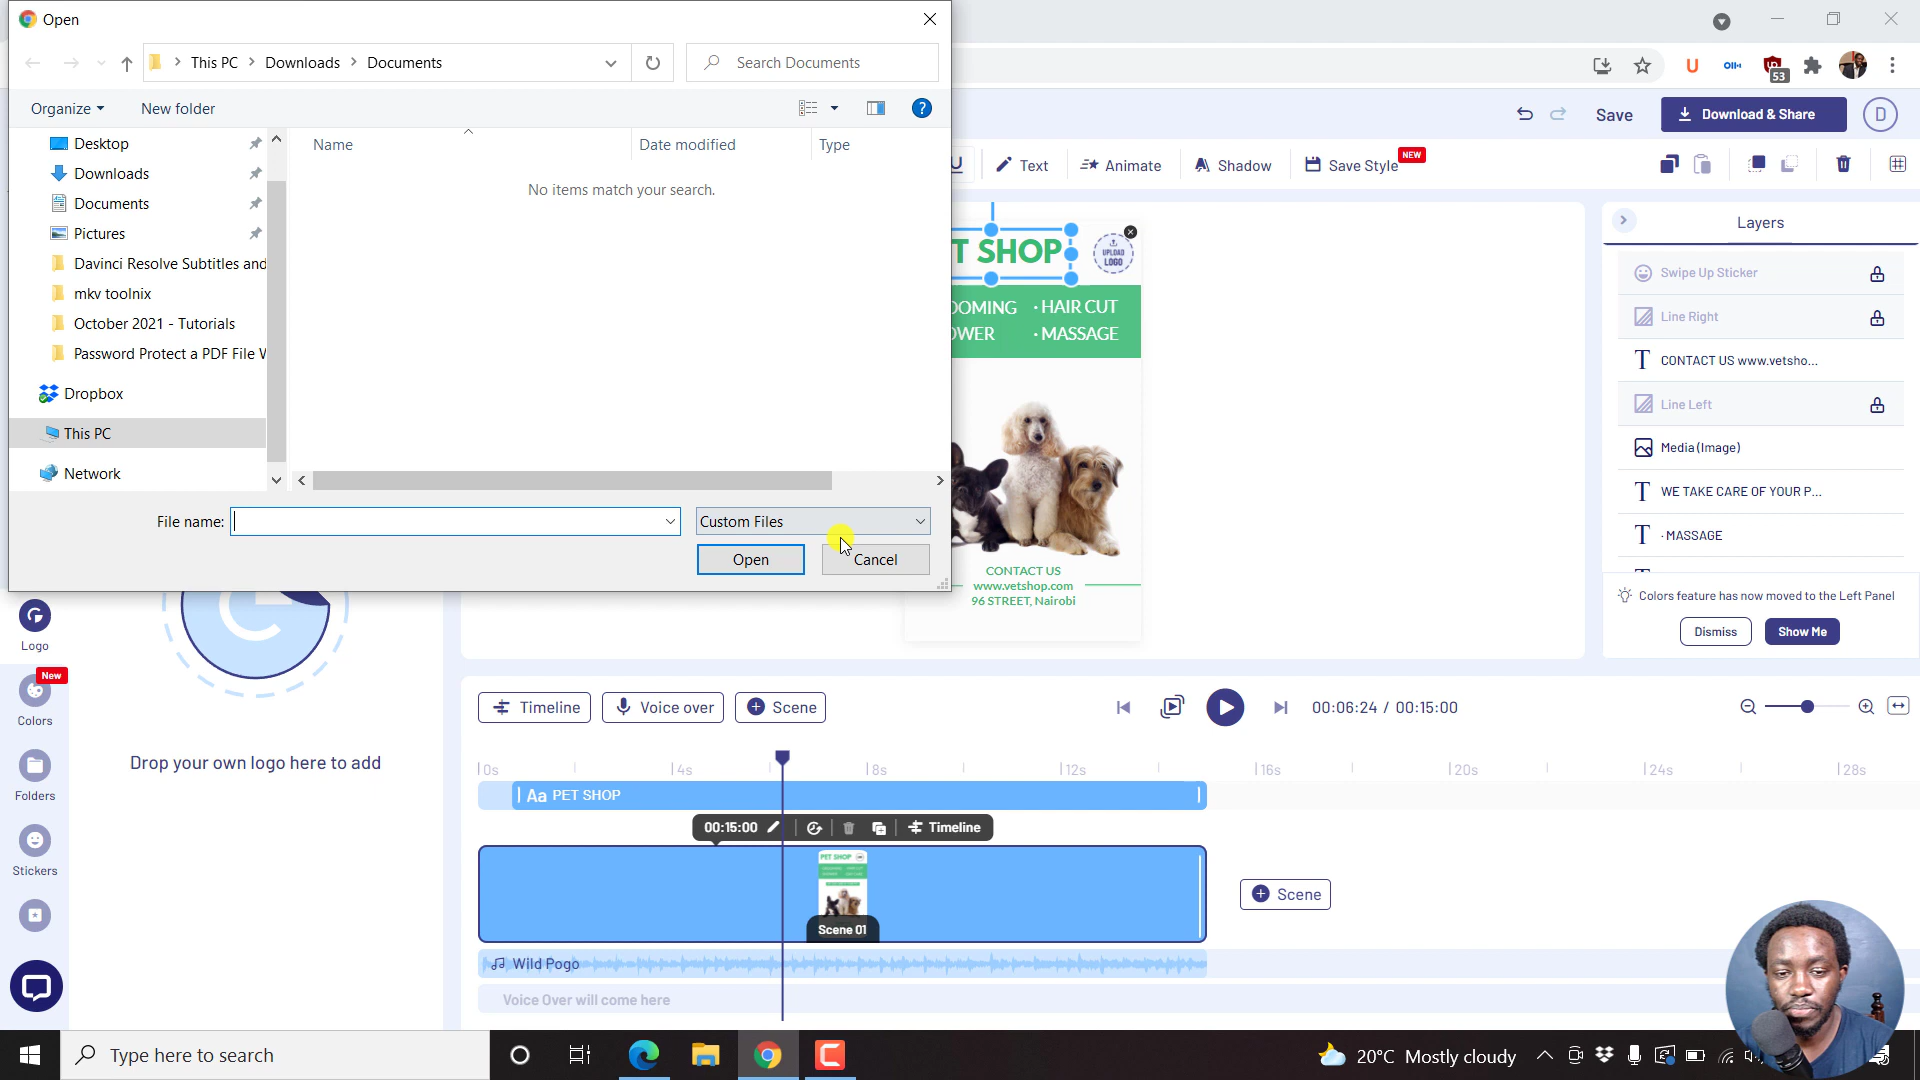 Open
This PC
Downloads
Documents
Search Documents
Organize
New folder
Desktop
Downloads
Documents
Pictures
Davinci Resolve Subtitles and
mkv toolnix
October 2021 - Tutorials
Password Protect a PDF File
Dropbox
This PC
Network
Name
Date modified
Type
No items match your search.
File name:
Custom Files
Open
Cancel
53
Save
Download & Share
D
Text
Animate
Shadow
Save Style
NEW
T SHOP
UPLOAD
LOGO
OOMING
· HAIR CUT
OWER
· MASSAGE
CONTACT US
www.vetshop.com
96 STREET, Nairobi
Layers
Swipe Up Sticker
Line Right
CONTACT US www.vetsho...
Line Left
Media(Image)
WE TAKE CARE OF YOUR P...
· MASSAGE
Colors feature has now moved to the Left Panel
Dismiss
Show Me
Logo
New
Colors
Folders
Stickers
Drop your own logo here to add
Timeline
Voice over
Scene
00:06:24 / 00:15:00
0s
4s
8s
12s
16s
20s
24s
28s
Aa PET SHOP
00:15:00
Timeline
PET SHOP
Scene 01
Scene
Wild Pogo
Voice Over will come here
Type here to search
20°C Mostly cloudy